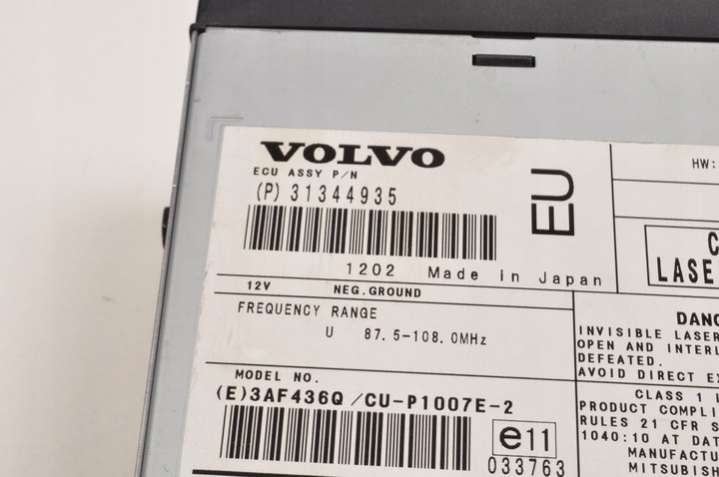 VOLVO
ECU ASSY P/N
(P) 31344935
EU
1202 Made in Japan
HW:
LASE
12V NEG.GROUND
FREQUENCY RANGE
U 87.5-108.0MHz
MODEL NO.
(E)3AF436Q/CU-P1007E-2
e11
033763
DANG
INVISIBLE LASER
OPEN AND INTERL
DEFEATED.
AVOID DIRECT EX
CLASS 1 L
PRODUCT COMPLI
RULES 21 CFR S
1040:10 AT DAT
MANUFACTU
MITSUBISH